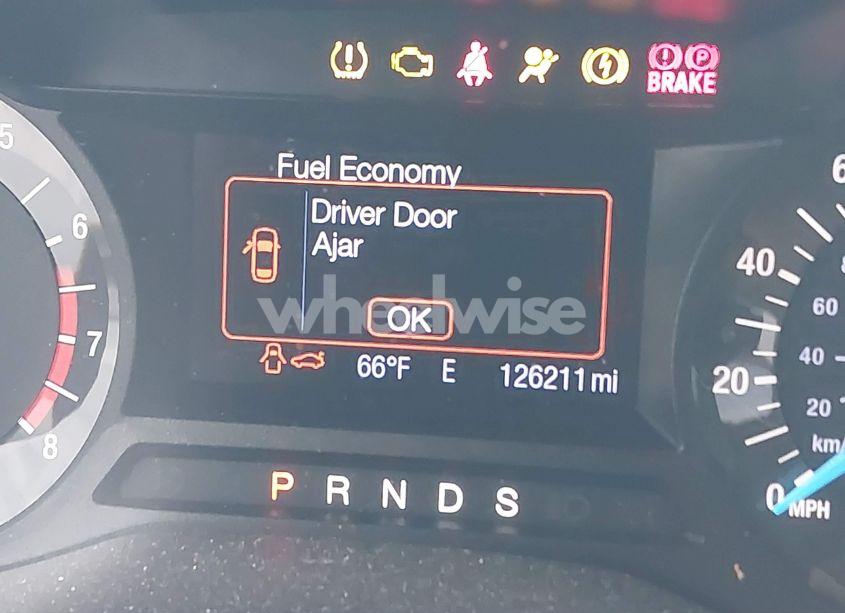 BRAKE
5
6
7
8
Fuel Economy
Driver Door
Ajar
OK
66°F E 126211 mi
P R N D S
6
40
20
0
MPH
60
40
20
km/
wheelwise